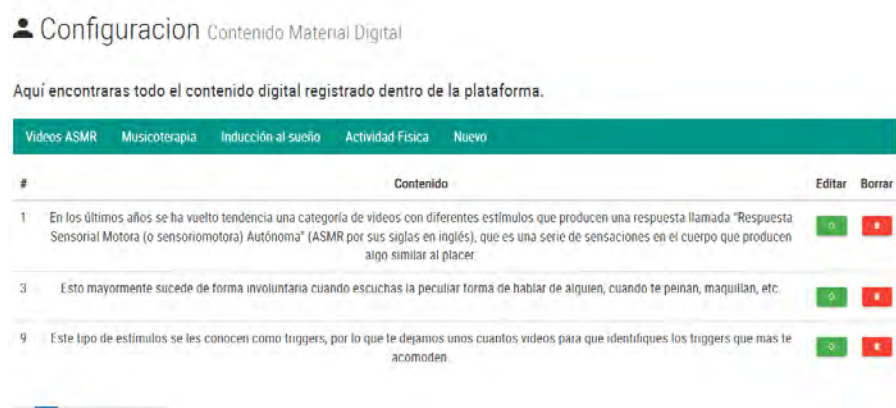 Configuracion Contenido Material Digital
Aquí encontraras todo el contenido digital registrado dentro de la plataforma.
Videos ASMR Musicoterapia Inducción al sueño Actividad Fisica Nuevo
# Contenido Editar Borrar
1 En los últimos años se ha vuelto tendencia una categoría de videos con diferentes estímulos que producen una respuesta llamada "Respuesta
Sensorial Motora (o sensoriomotora) Autónoma" (ASMR por sus siglas en inglés), que es una serie de sensaciones en el cuerpo que producen
algo similar al placer.
3 Esto mayormente sucede de forma involuntaria cuando escuchas la peculiar forma de hablar de alguien, cuando te peinan, maquillan, etc.
9 Este tipo de estimulos se les conocen como triggers, por lo que te dejamos unos cuantos videos para que identifiques los triggers que mas te
acomoden.